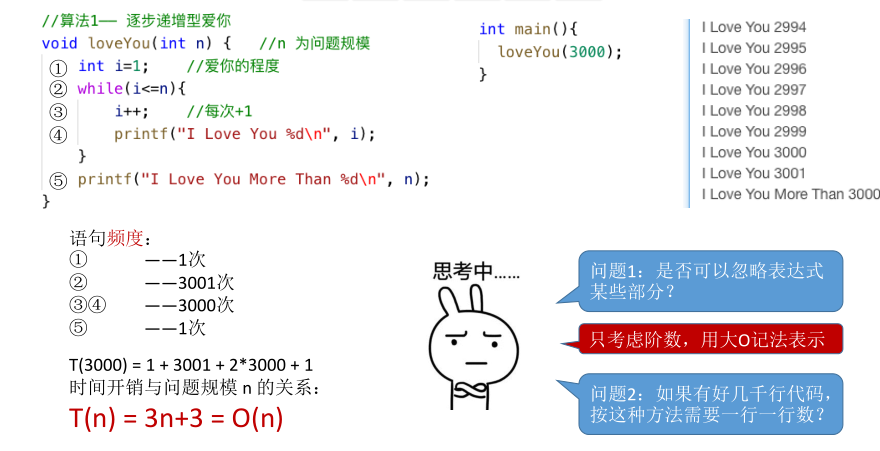 //算法1—— 逐步递增型爱你
void loveYou(int n) {   //n 为问题规模
① int i=1;    //爱你的程度
② while(i<=n){
③ i++;    //每次+1
④ printf("I Love You %d\n", i);
}
⑤ printf("I Love You More Than %d\n", n);
}
int main(){
loveYou(3000);
}
I Love You 2994
I Love You 2995
I Love You 2996
I Love You 2997
I Love You 2998
I Love You 2999
I Love You 3000
I Love You 3001
I Love You More Than 3000
语句频度：
① ——1次
② ——3001次
③④ ——3000次
⑤ ——1次
T(3000) = 1 + 3001 + 2*3000 + 1
时间开销与问题规模 n 的关系：
T(n) = 3n+3 = O(n)
思考中......
问题1：是否可以忽略表达式
某些部分？
只考虑阶数，用大O记法表示
问题2：如果有好几千行代码，
按这种方法需要一行一行数？